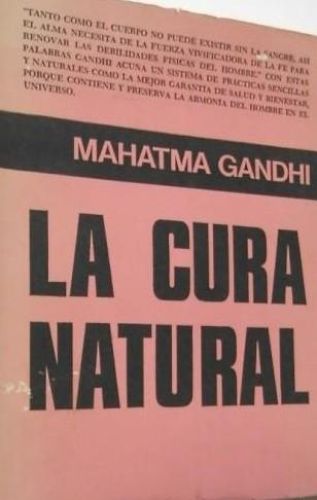 "TANTO COMO EL CUERPO NO PUEDE EXISTIR SIN LA SANGRE, ASI
EL ALMA NECESITA DE LA FUERZA VIVIFICADORA DE LA FE PARA
RENOVAR LAS DEBILIDADES FISICAS DEL HOMBRE." CON ESTAS
PALABRAS GANDHI ACUÑA UN SISTEMA DE PRACTICAS SENCILLAS
Y NATURALES COMO LA MEJOR GARANTIA DE SALUD Y BIENESTAR,
PORQUE CONTIENE Y PRESERVA LA ARMONIA DEL HOMBRE EN EL
UNIVERSO.
MAHATMA GANDHI
LA CURA
NATURAL